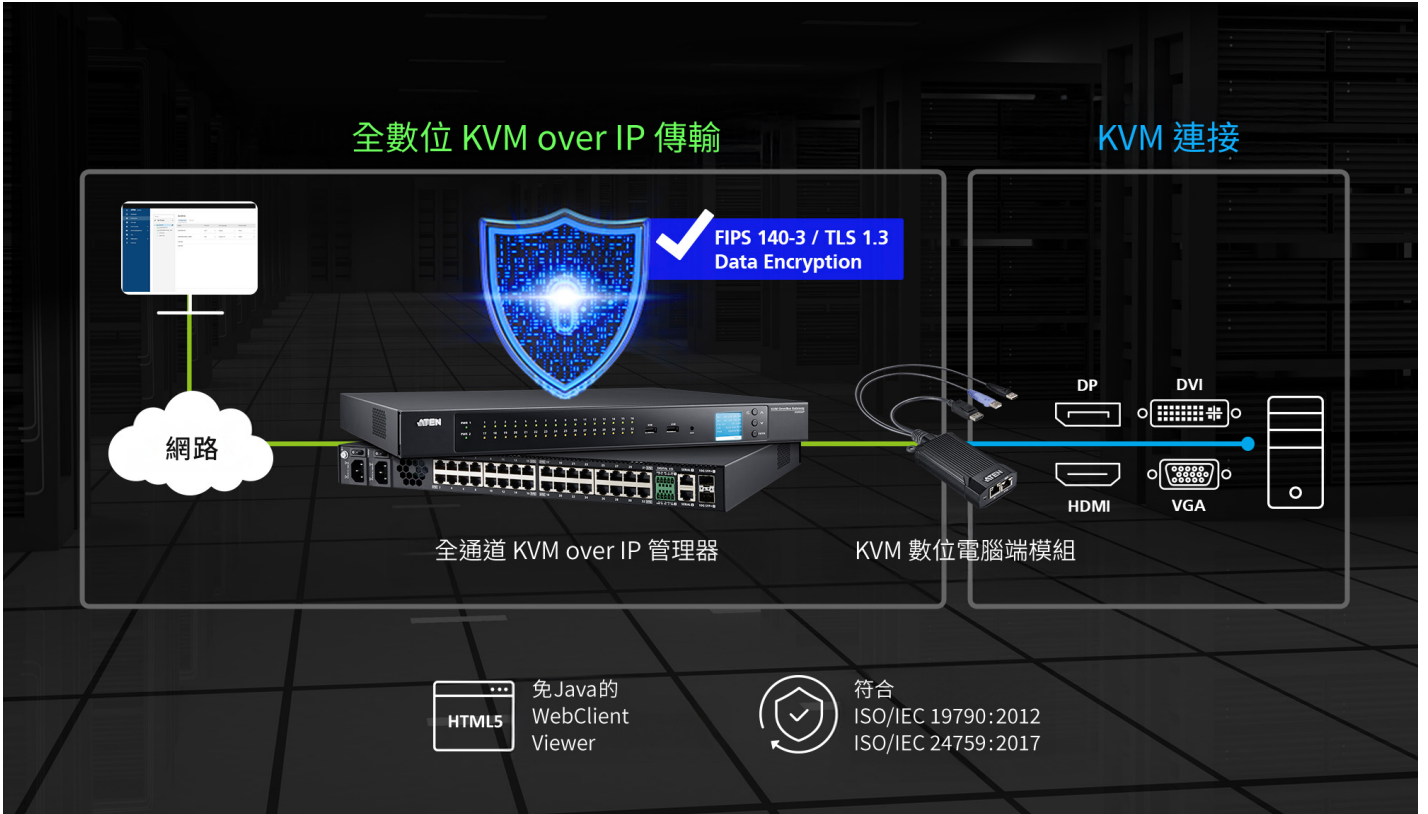 全數位 KVM over IP 傳輸
KVM 連接
FIPS 140-3 / TLS 1.3
Data Encryption
網路
ATEN
ATEN
DP
DVI
HDMI
VGA
全通道 KVM over IP 管理器
KVM 數位電腦端模組
HTML5
免Java的
WebClient
Viewer
符合
ISO/IEC 19790:2012
ISO/IEC 24759:2017